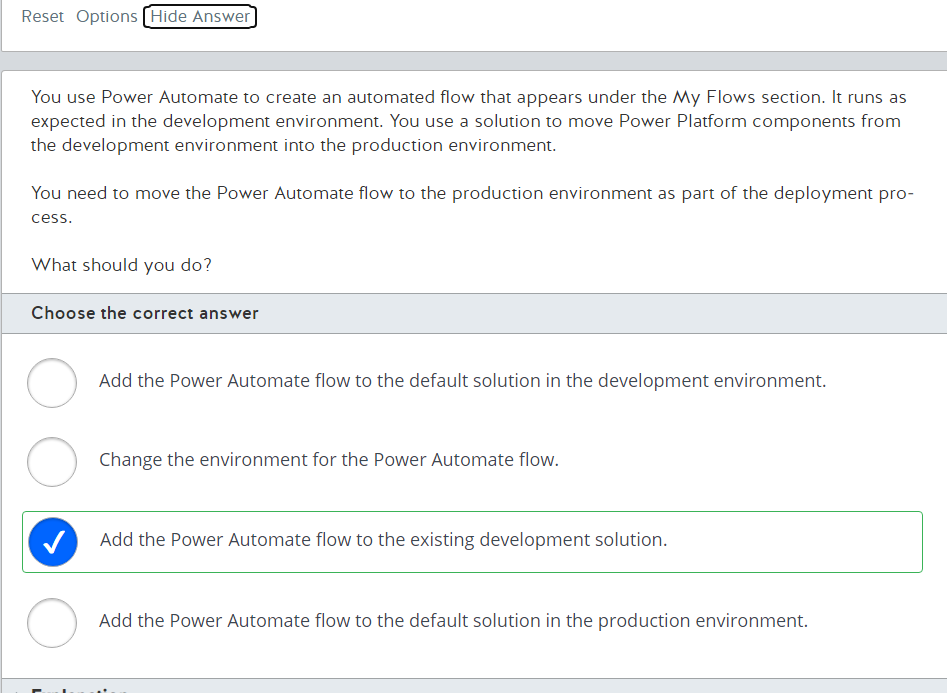 Reset Options Hide Answer
You use Power Automate to create an automated flow that appears under the My Flows section. It runs as
expected in the development environment. You use a solution to move Power Platform components from
the development environment into the production environment.
You need to move the Power Automate flow to the production environment as part of the deployment pro-
cess.
What should you do?
Choose the correct answer
Add the Power Automate flow to the default solution in the development environment.
Change the environment for the Power Automate flow.
Add the Power Automate flow to the existing development solution.
Add the Power Automate flow to the default solution in the production environment.